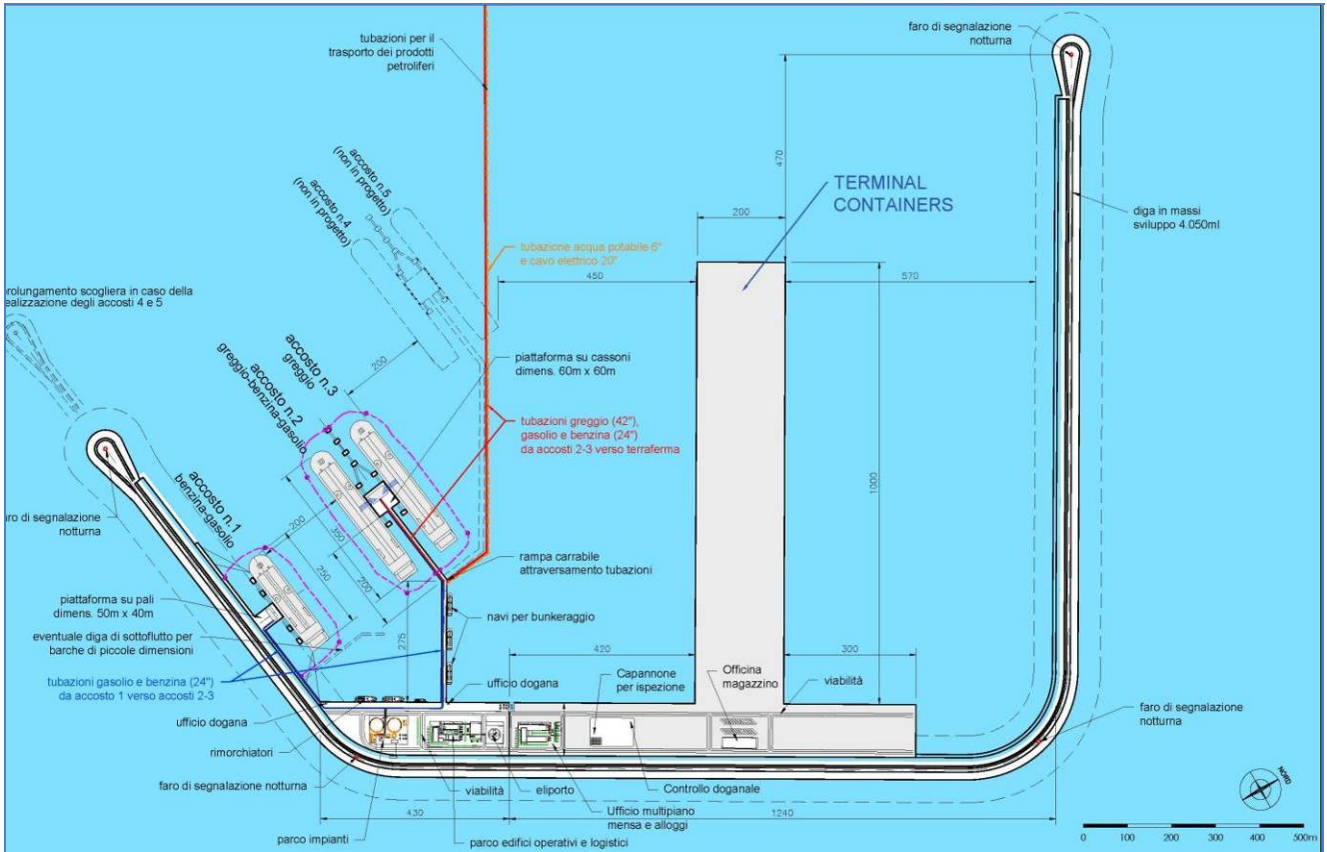 tubazioni per il
trasporto dei prodotti
petroliferi
faro di segnalazione
notturna
470
TERMINAL
CONTAINERS
200
diga in massi
sviluppo 4.050ml
accosto n.5
(non in progetto)
accosto n.4
(non in progetto)
tubazione acqua potabile 6"
e cavo elettrico 20"
450
570
rolungamento scogliera in caso della
ealizzazione degli accosti 4 e 5
200
accosto n.3
greggio
accosto n.2
greggio-benzina-gasolio
piattaforma su cassoni
dimens. 60m x 60m
tubazioni greggio (42"),
gasolio e benzina (24")
da accosti 2-3 verso terraferma
1000
accosto n.1
benzina-gasolio
aro di segnalazione
notturna
200
350
250
200
rampa carrabile
attraversamento tubazioni
piattaforma su pali
dimens. 50m x 40m
navi per bunkeraggio
eventuale diga di sottoflutto per
barche di piccole dimensioni
275
420
300
tubazioni gasolio e benzina (24")
da accosto 1 verso accosti 2-3
ufficio dogana
Capannone
per ispezione
Officina
magazzino
viabilità
ufficio dogana
rimorchiatori
faro di segnalazione
notturna
faro di segnalazione notturna
viabilità
eliporto
Controllo doganale
Ufficio multipiano
mensa e alloggi
430
1240
parco impianti
parco edifici operativi e logistici
NORD
0 100 200 300 400 500m